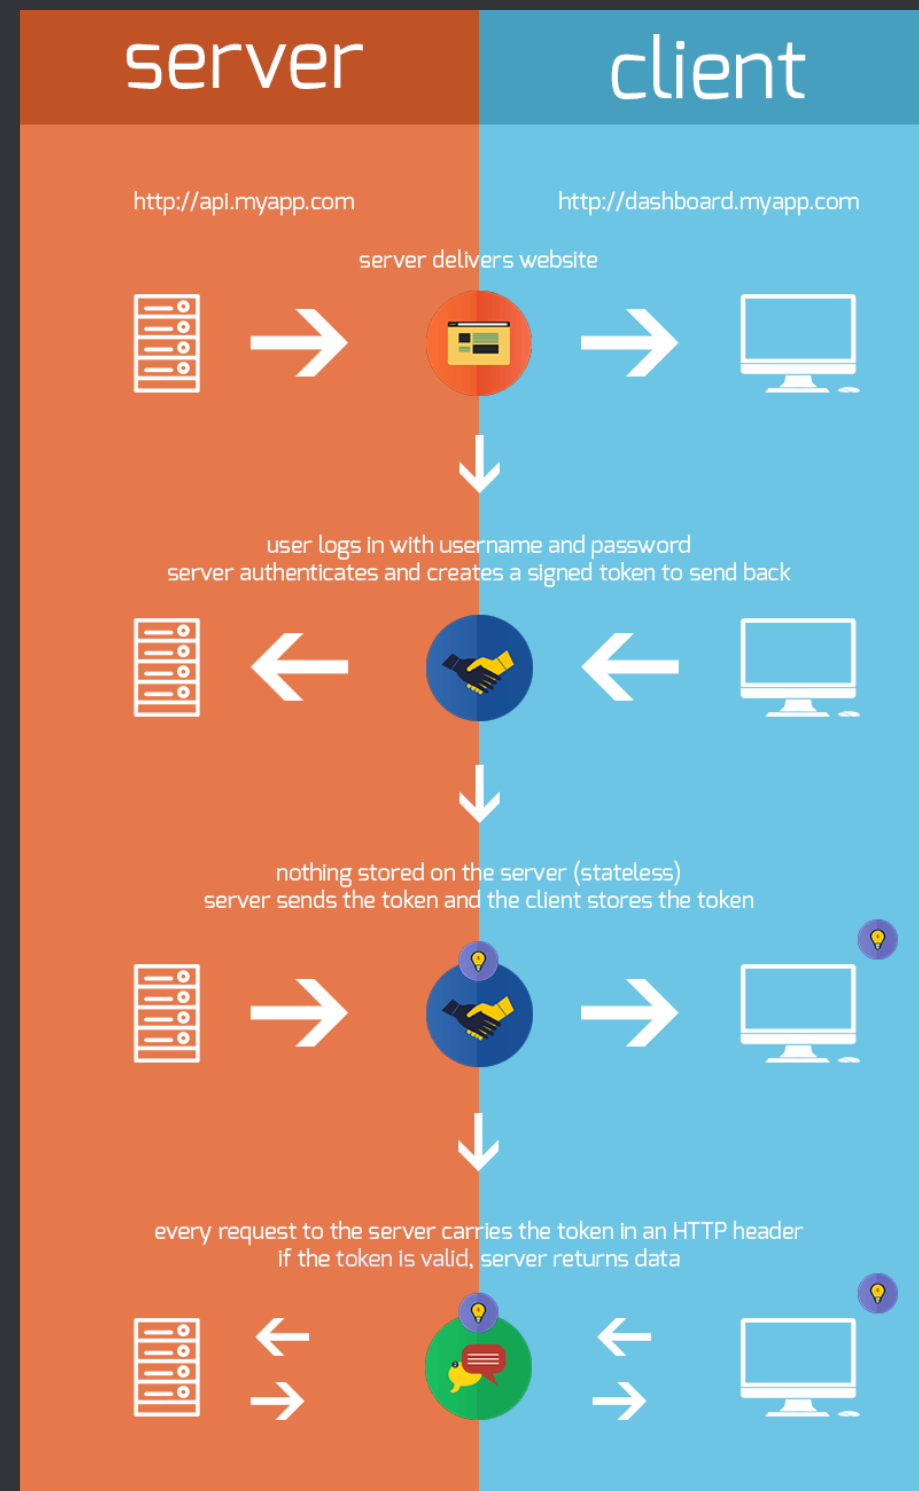 server
client
http://api.myapp.com
http://dashboard.myapp.com
server delivers website
user logs in with username and password
server authenticates and creates a signed token to send back
nothing stored on the server (stateless)
server sends the token and the client stores the token
every request to the server carries the token in an HTTP header
if the token is valid, server returns data